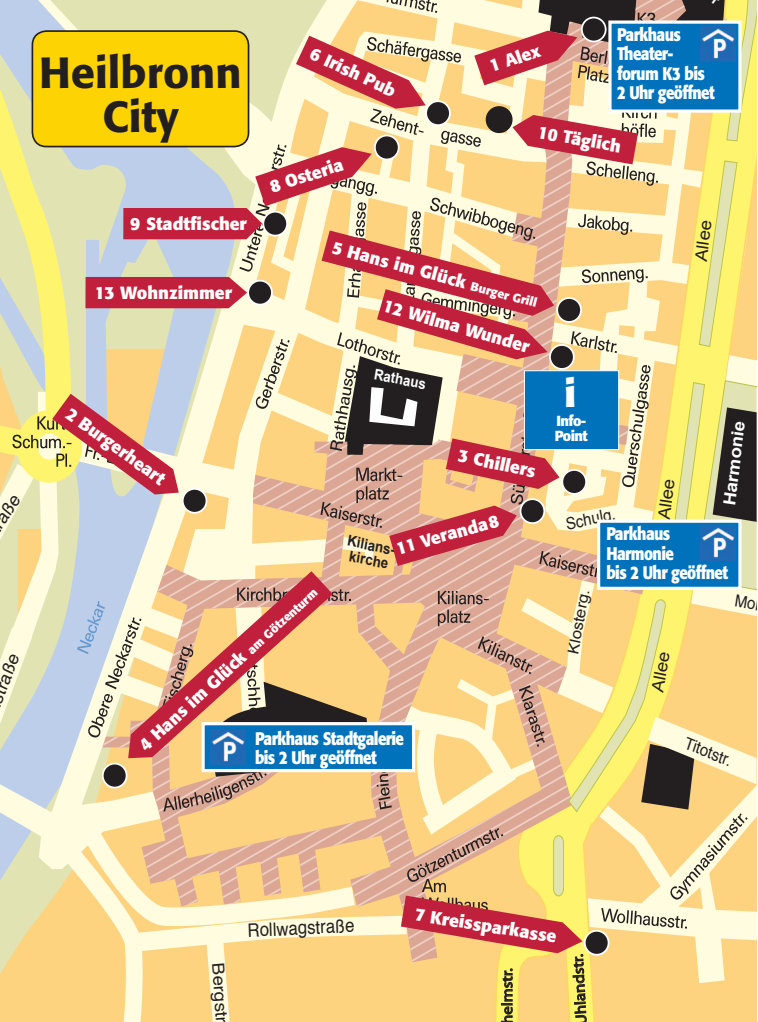 Heilbronn
City
K3
Schäfergasse
6 Irish Pub
1 Alex
Parkhaus
Theater-
forum K3 bis
2 Uhr geöffnet
P
Platz
Zehent-
gasse
höfle
10 Täglich
8 Osteria
Schelleng.
Schwibbogeng.
Jakobg.
9 Stadtfischer
Allee
5 Hans im Glück Burger Grill
Sonneng.
13 Wohnzimmer
Gemmingerg.
12 Wilma Wunder
Karlstr.
Lothorstr.
Gerberstr.
Rathaus
Rathhausg.
Querschulgasse
i
Info-
Point
2 Burgerheart
Schum.-
Pl.
Harmonie
3 Chillers
Markt-
platz
Allee
Kaiserstr.
11 Veranda8
Schulg.
Kilians-
kirche
Parkhaus
Harmonie
bis 2 Uhr geöffnet
P
Kilians-
platz
Neckar
Obere Neckarstr.
Klosterg.
Kilianstr.
Allee
4 Hans im Glück am Götzenturm
Klarastr.
P
Parkhaus Stadtgalerie
bis 2 Uhr geöffnet
Titotstr.
Allerheiligenstr.
Götzenturmstr.
Gymnasiumstr.
Am
7 Kreissparkasse
Wollhausstr.
Rollwagstraße
Uhlandstr.